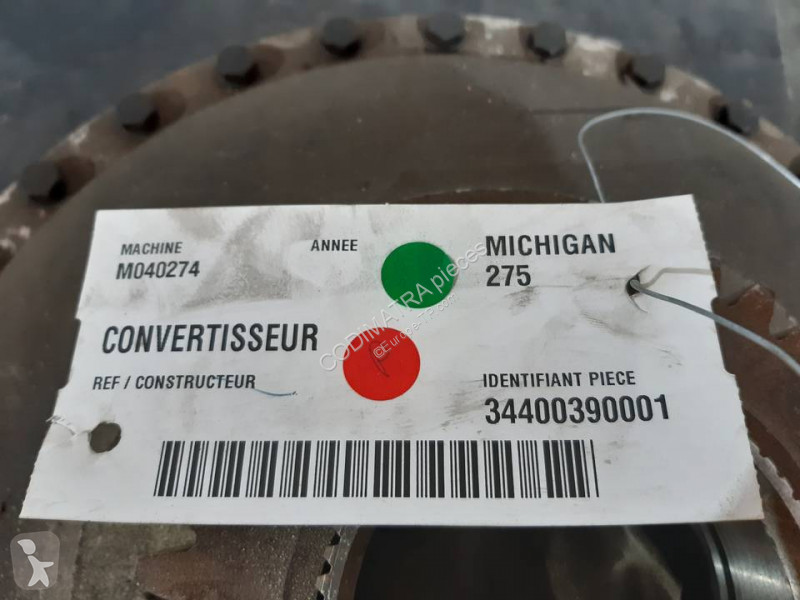 MACHINE
M040274
ANNEE
MICHIGAN
275
CONVERTISSEUR
REF / CONSTRUCTEUR
IDENTIFIANT PIECE
34400390001
CODIMATRA pieces